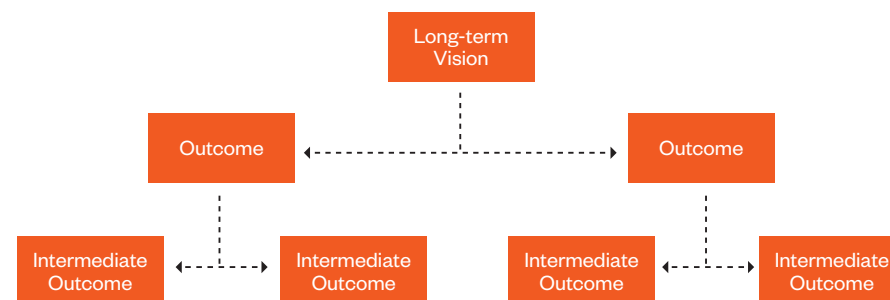 Long-term
Vision
Outcome
Outcome
Intermediate
Outcome
Intermediate
Outcome
Intermediate
Outcome
Intermediate
Outcome